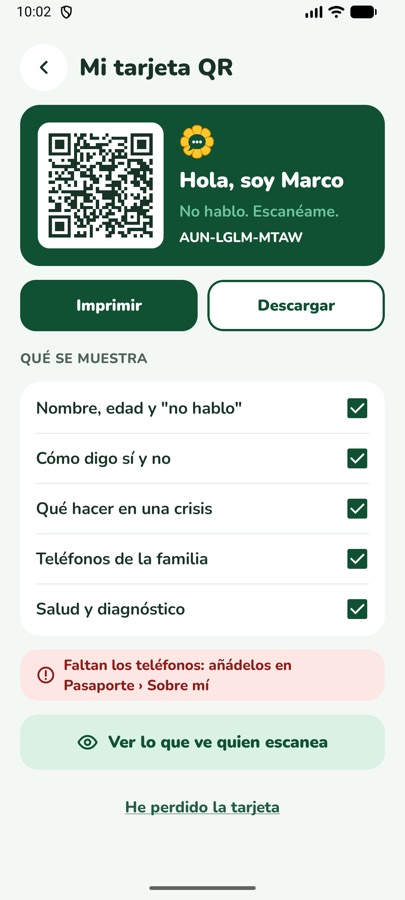 10:02
Mi tarjeta QR
Hola, soy Marco
No hablo. Escanéame.
AUN-LGLM-MTAW
Imprimir
Descargar
QUÉ SE MUESTRA
Nombre, edad y "no hablo"
Cómo digo sí y no
Qué hacer en una crisis
Teléfonos de la familia
Salud y diagnóstico
Faltan los teléfonos: añádelos en
Pasaporte › Sobre mí
Ver lo que ve quien escanea
He perdido la tarjeta